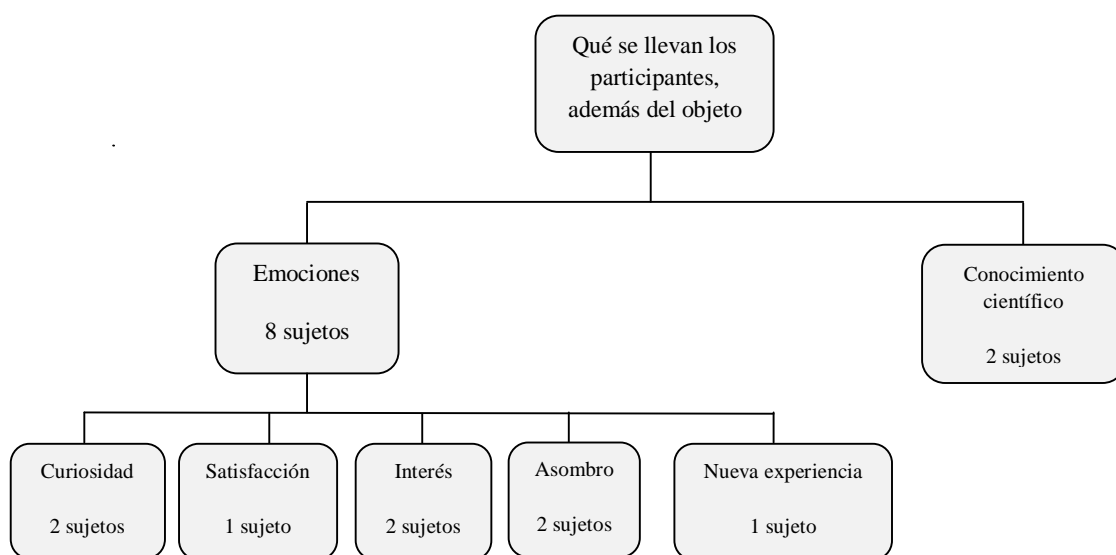 Qué se llevan los
participantes,
además del objeto
Emociones
8 sujetos
Conocimiento
científico
2 sujetos
Curiosidad
2 sujetos
Satisfacción
1 sujeto
Interés
2 sujetos
Asombro
2 sujetos
Nueva experiencia
1 sujeto